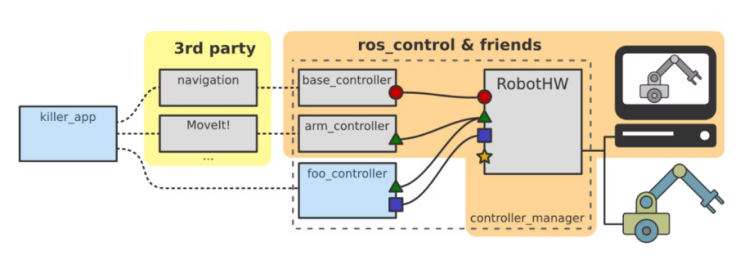 3rd party
ros_control & friends
killer_app
navigation
MoveIt!
...
base_controller
arm_controller
foo_controller
RobotHW
controller_manager